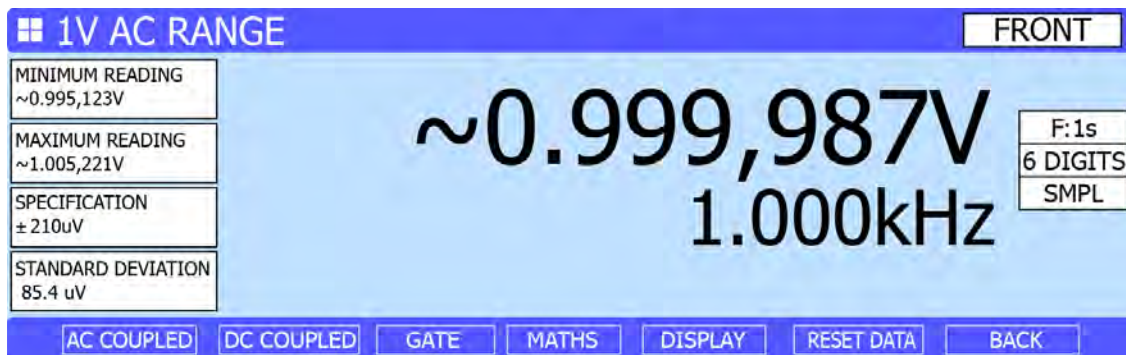 1V AC RANGE
FRONT
MINIMUM READING
~0.995,123V
MAXIMUM READING
~1.005,221V
SPECIFICATION
±210uV
STANDARD DEVIATION
85.4 uV
~0.999,987V
1.000kHz
F:1s
6 DIGITS
SMPL
AC COUPLED DC COUPLED GATE MATHS DISPLAY RESET DATA BACK